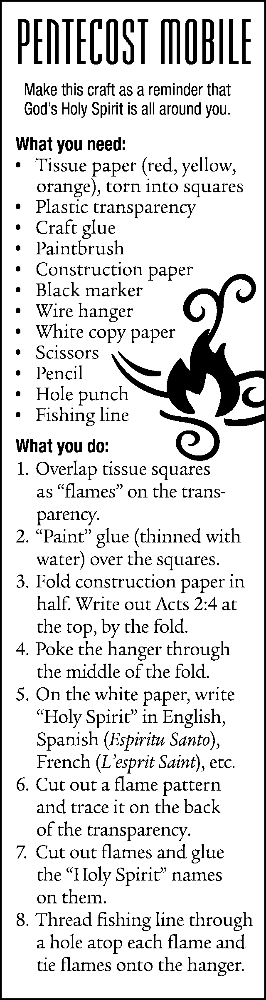 PENTECOST MOBILE
Make this craft as a reminder that
God's Holy Spirit is all around you.
What you need:
• Tissue paper (red, yellow,
orange), torn into squares
• Plastic transparency
• Craft glue
• Paintbrush
• Construction paper
• Black marker
• Wire hanger
• White copy paper
• Scissors
• Pencil
• Hole punch
• Fishing line
What you do:
1. Overlap tissue squares
as “flames” on the trans-
parency.
2. “Paint” glue (thinned with
water) over the squares.
3. Fold construction paper in
half. Write out Acts 2:4 at
the top, by the fold.
4. Poke the hanger through
the middle of the fold.
5. On the white paper, write
“Holy Spirit” in English,
Spanish (Espiritu Santo),
French (L’esprit Saint), etc.
6. Cut out a flame pattern
and trace it on the back
of the transparency.
7. Cut out flames and glue
the “Holy Spirit” names
on them.
8. Thread fishing line through
a hole atop each flame and
tie flames onto the hanger.